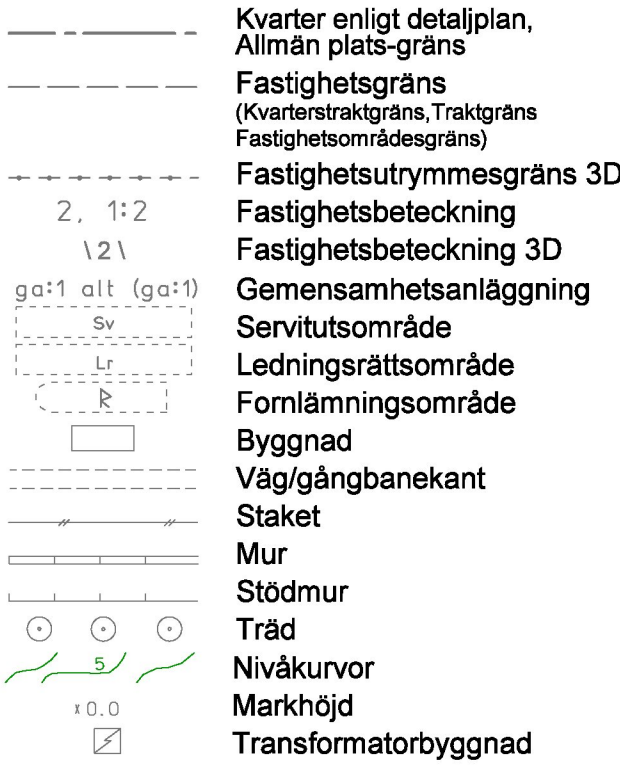 Kvarter enligt detaljplan,
Allmän plats-gräns
Fastighetsgräns
(Kvarterstraktgräns,Traktgräns
Fastighetsområdesgräns)
Fastighetsutrymmesgräns 3D
2, 1:2 Fastighetsbeteckning
\2\ Fastighetsbeteckning 3D
ga:1 alt (ga:1) Gemensamhetsanläggning
Sv Servitutsområde
Lr Ledningsrättsområde
R Fornlämningsområde
Byggnad
Väg/gångbanekant
Staket
Mur
Stödmur
Träd
5 Nivåkurvor
x0.0 Markhöjd
Transformatorbyggnad